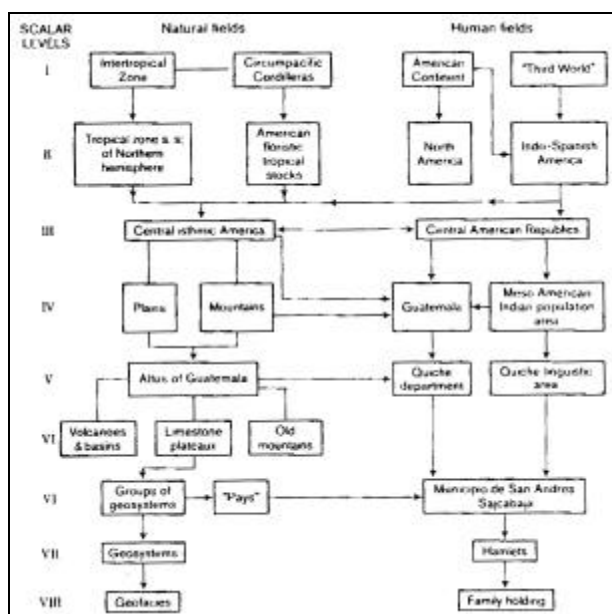 SCALAR
LEVELS
Natural fields
Human fields
I
Intertropical
Zone
Circumpacific
Cordilleras
American
Continent
"Third World"
II
Tropical zone s. s.
of Northern
hemisphere
American
floristic
tropical
stocks
North
America
Indo-Spanish
America
III
Central isthmic America
Central American Republics
IV
Plains
Mountains
Guatemala
Meso American
Indian population
area
V
Altus of Guatemala
Quiche
department
Quiche linguistic
area
VI
Volcanoes
& basins
Limestone
plateaux
Old
mountains
VI
Groups of
geosystems
"Pays"
Municipio de San Andres
Sajcabaja
VII
Geosystems
Hamlets
VIII
Geofacies
Family holding